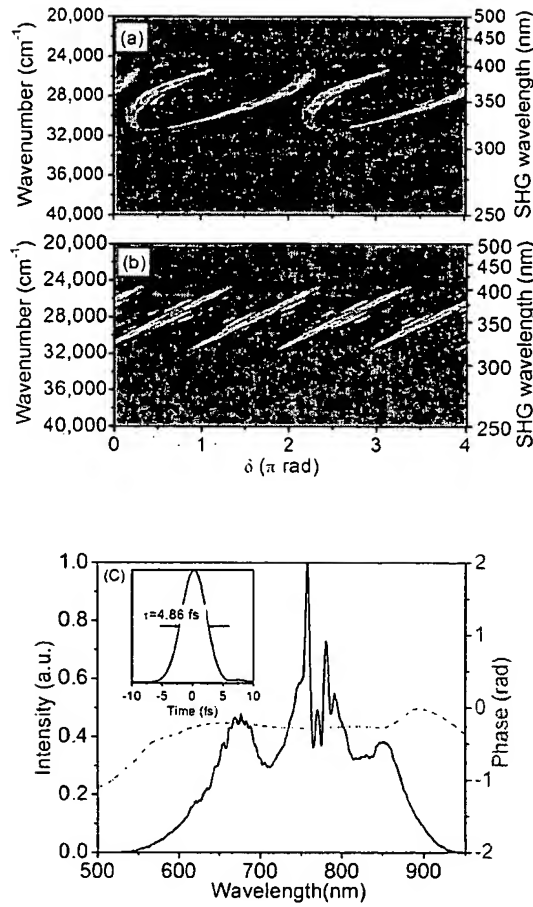 (a)
Wavenumber (cm⁻¹)
20,000
24,000
28,000
32,000
36,000
40,000
500
450
400
350
300
250
SHG wavelength (nm)
(b)
Wavenumber (cm⁻¹)
20,000
24,000
28,000
32,000
36,000
40,000
500
450
400
350
300
250
SHG wavelength (nm)
0 1 2 3 4
δ (π rad)
(C)
τ=4.86 fs
-10 -5 0 5 10
Time (fs)
Intensity (a.u.)
1.0
0.8
0.6
0.4
0.2
0.0
2
1
0
-1
-2
Phase (rad)
500 600 700 800 900
Wavelength(nm)